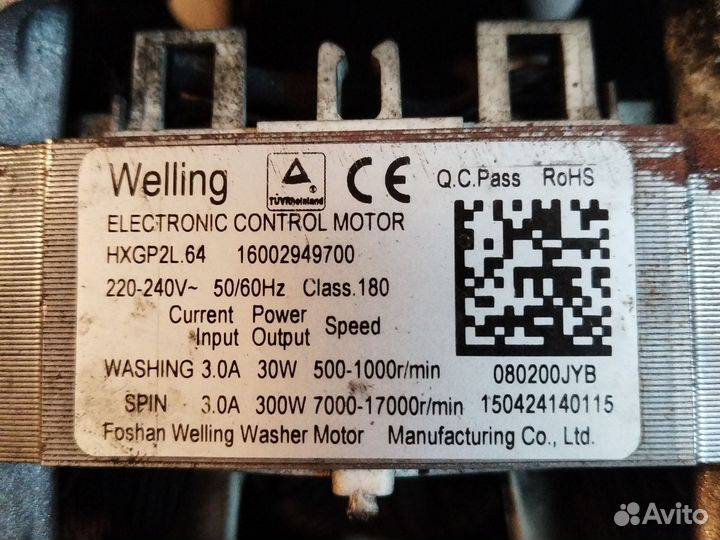 Welling TÜVRheinland CE Q.C.Pass RoHS
ELECTRONIC CONTROL MOTOR
HXGP2L.64 16002949700
220-240V~ 50/60Hz Class.180
Current Power Speed
Input Output
WASHING 3.0A 30W 500-1000r/min
SPIN 3.0A 300W 7000-17000r/min
080200JYB
150424140115
Foshan Welling Washer Motor Manufacturing Co., Ltd.
Avito